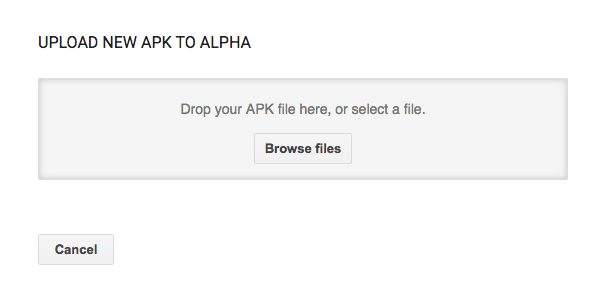 UPLOAD NEW APK TO ALPHA
Drop your APK file here, or select a file.
Browse files
Cancel